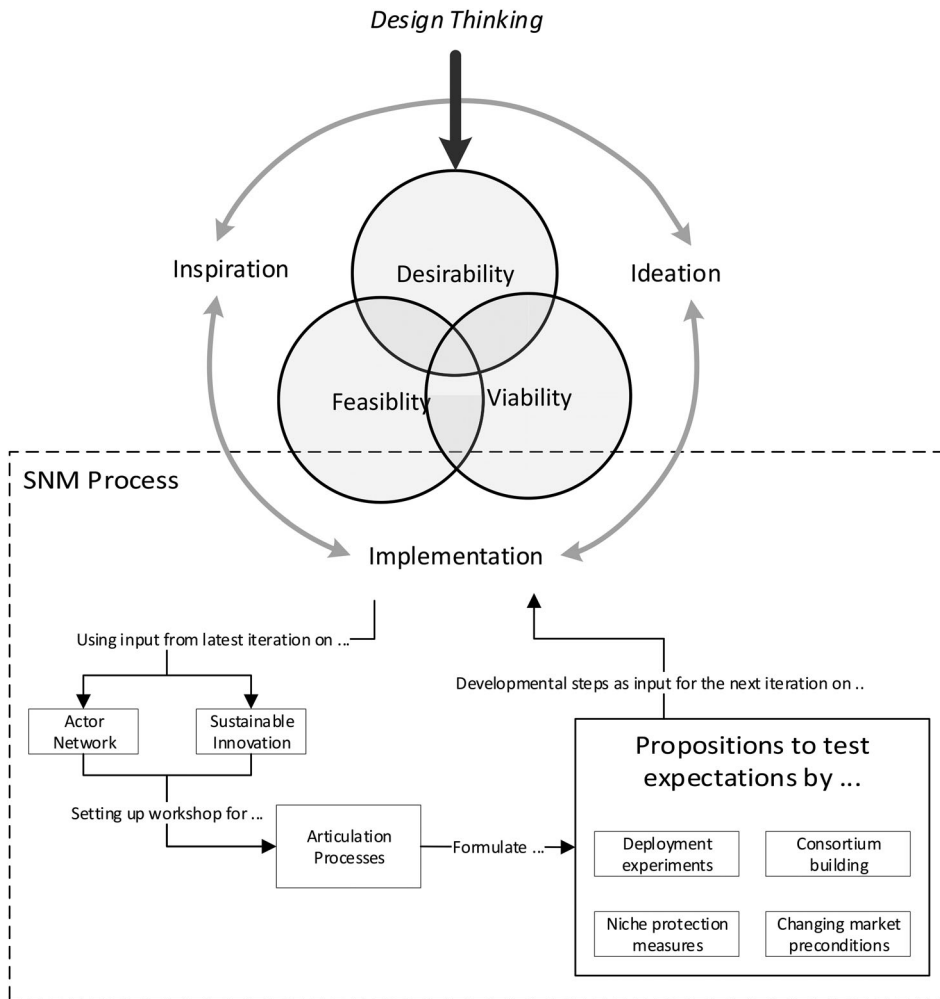 Design Thinking
Inspiration
Desirability
Ideation
Feasiblity
Viability
SNM Process
Implementation
Using input from latest iteration on ...
Developmental steps as input for the next iteration on ..
Actor
Network
Sustainable
Innovation
Propositions to test
expectations by ...
Setting up workshop for ...
Articulation
Processes
Formulate ...
Deployment
experiments
Consortium
building
Niche protection
measures
Changing market
preconditions